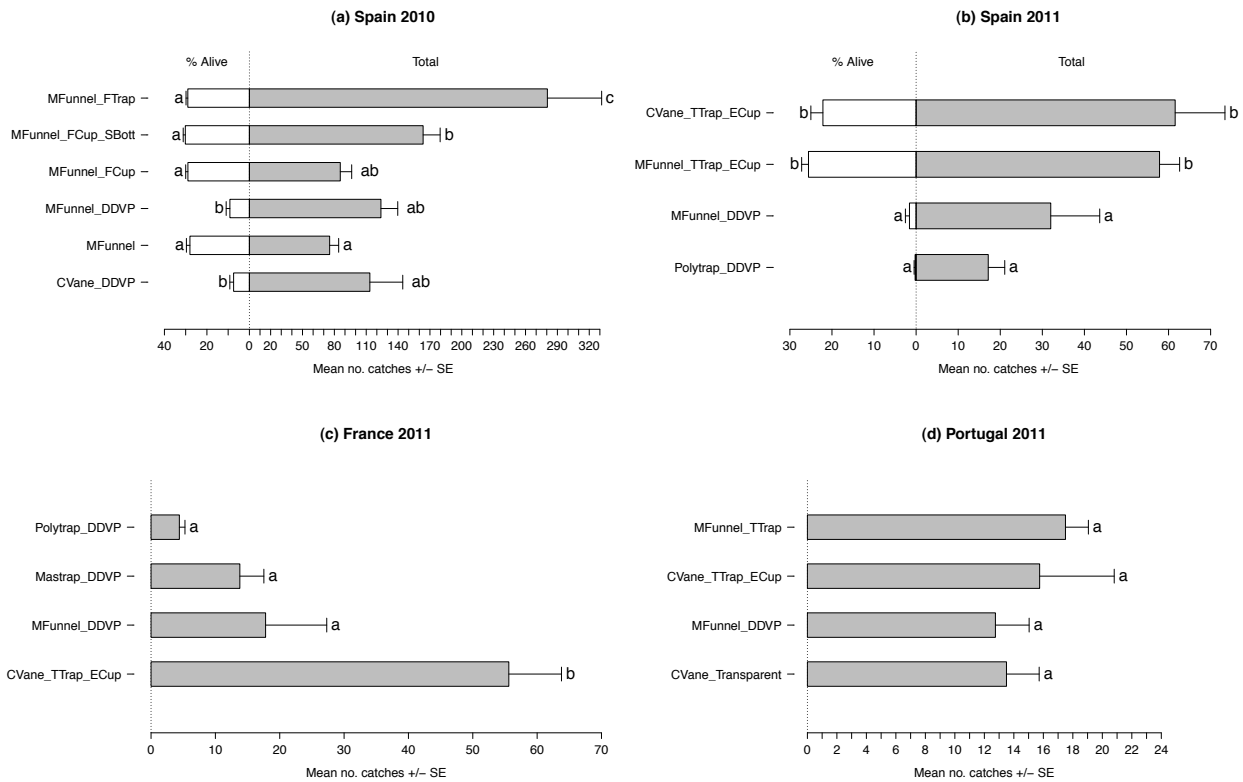 (a) Spain 2010
% Alive Total
MFunnel_FTrap a c
MFunnel_FCup_SBott a b
MFunnel_FCup a ab
MFunnel_DDVP b ab
MFunnel a a
CVane_DDVP b ab
40 20 0 20 50 80 110 140 170 200 230 260 290 320
Mean no. catches +/− SE
(b) Spain 2011
% Alive Total
CVane_TTrap_ECup b b
MFunnel_TTrap_ECup b b
MFunnel_DDVP a a
Polytrap_DDVP a a
30 20 10 0 10 20 30 40 50 60 70
Mean no. catches +/− SE
(c) France 2011
Polytrap_DDVP a
Mastrap_DDVP a
MFunnel_DDVP a
CVane_TTrap_ECup b
0 10 20 30 40 50 60 70
Mean no. catches +/− SE
(d) Portugal 2011
MFunnel_TTrap a
CVane_TTrap_ECup a
MFunnel_DDVP a
CVane_Transparent a
0 2 4 6 8 10 12 14 16 18 20 22 24
Mean no. catches +/− SE